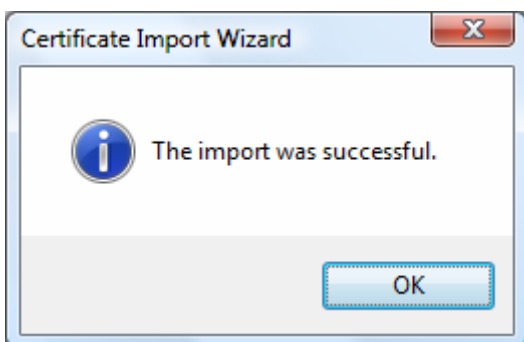 Certificate Import Wizard
The import was successful.
OK